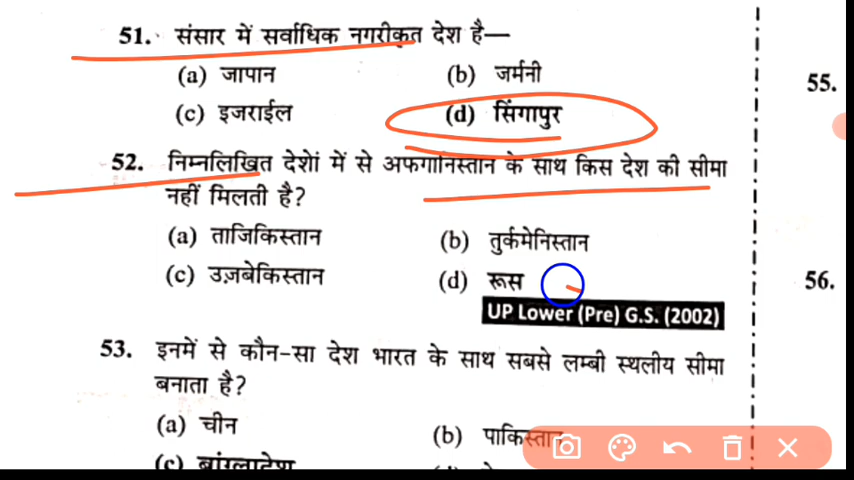 51. संसार में सर्वाधिक नगरीकृत देश है—
(a) जापान (b) जर्मनी
(c) इजराईल (d) सिंगापुर
52. निम्नलिखित देशों में से अफगानिस्तान के साथ किस देश की सीमा
नहीं मिलती है?
(a) ताजिकिस्तान (b) तुर्कमेनिस्तान
(c) उज़बेकिस्तान (d) रूस
UP Lower (Pre) G.S. (2002)
53. इनमें से कौन-सा देश भारत के साथ सबसे लम्बी स्थलीय सीमा
बनाता है?
(a) चीन (b) पाकिस्तान
(c) बांग्लादेश
55.
56.